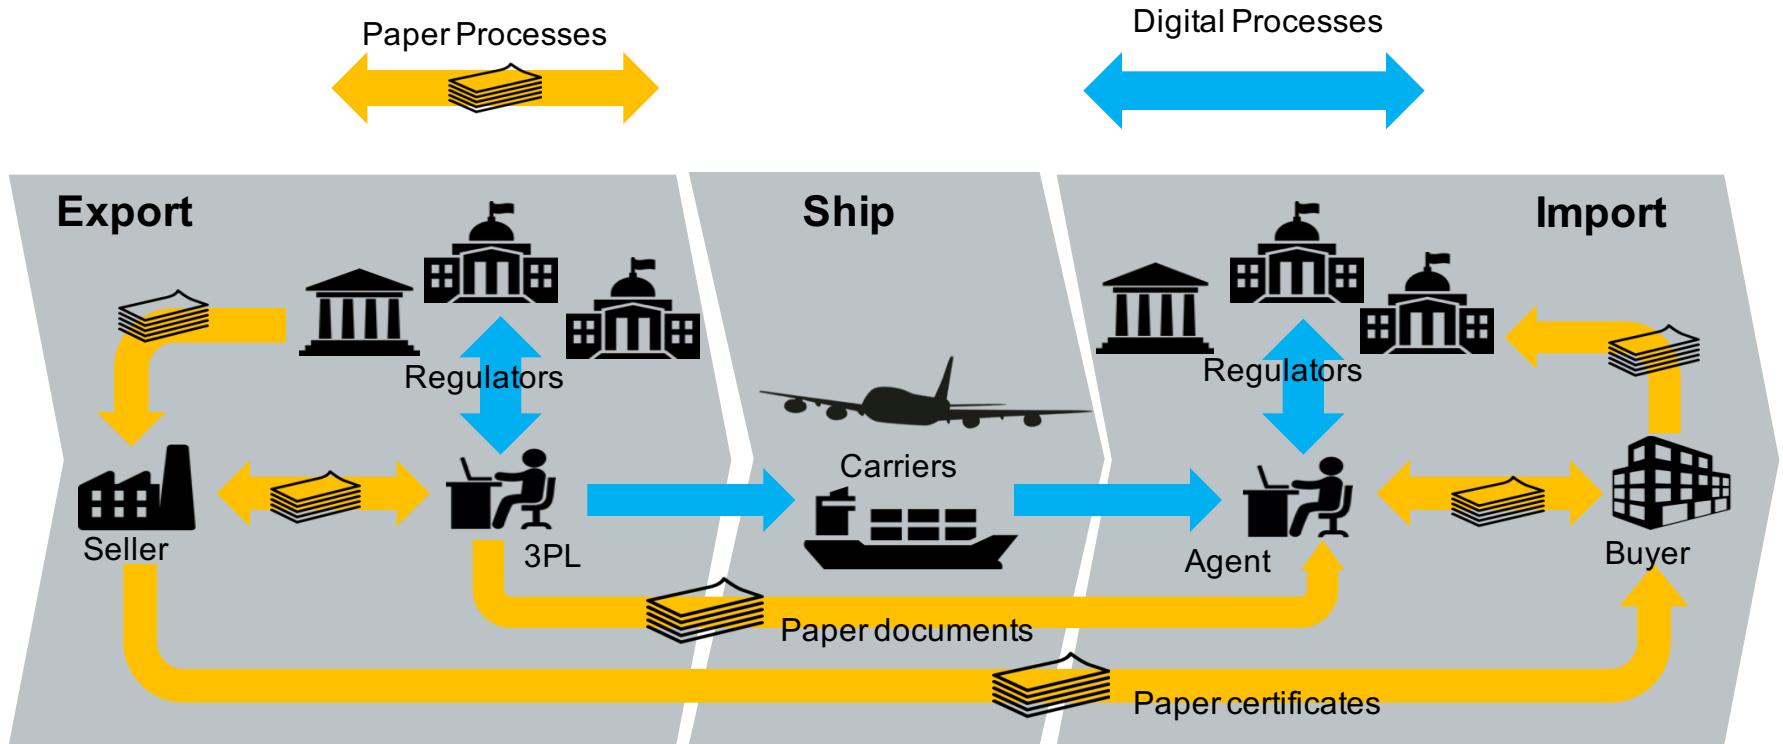 Paper Processes
Digital Processes
Export
Ship
Import
Regulators
Regulators
Carriers
Seller
3PL
Agent
Buyer
Paper documents
Paper certificates